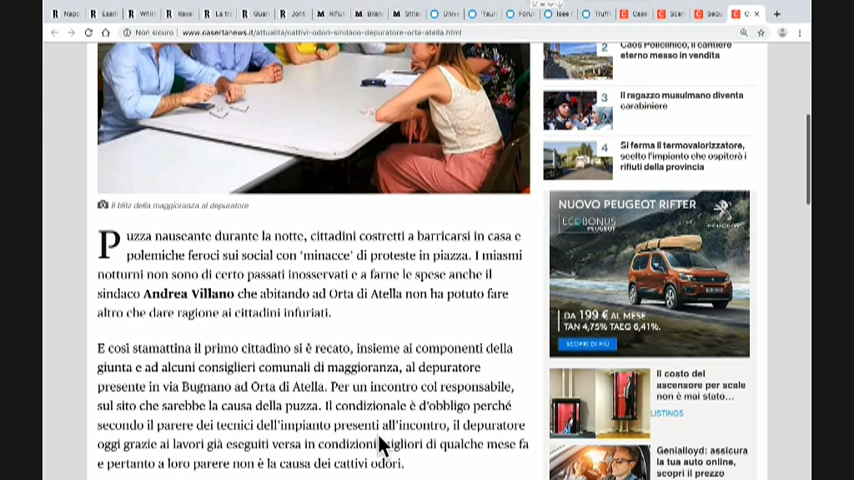 Non sicuro | www.casertanews.it/attualita/cattivi-odori-sindaco-depuratore-orta-atella.html
Il blitz della maggioranza al depuratore
Puzza nauseante durante la notte, cittadini costretti a barricarsi in casa e
polemiche feroci sui social con 'minacce' di proteste in piazza. I miasmi
notturni non sono di certo passati inosservati e a farne le spese anche il
sindaco Andrea Villano che abitando ad Orta di Atella non ha potuto fare
altro che dare ragione ai cittadini infuriati.
E così stamattina il primo cittadino si è recato, insieme ai componenti della
giunta e ad alcuni consiglieri comunali di maggioranza, al depuratore
presente in via Bugnano ad Orta di Atella. Per un incontro col responsabile,
sul sito che sarebbe la causa della puzza. Il condizionale è d'obbligo perché
secondo il parere dei tecnici dell'impianto presenti all'incontro, il depuratore
oggi grazie ai lavori già eseguiti versa in condizioni migliori di qualche mese fa
e pertanto a loro parere non è la causa dei cattivi odori.
2
Caos Policlinico, il cantiere
eterno messo in vendita
3
Il ragazzo musulmano diventa
carabiniere
4
Si ferma il termovalorizzatore,
scelto l'impianto che ospiterà i
rifiuti della provincia
NUOVO PEUGEOT RIFTER
ECOBONUS
PEUGEOT
PEUGEOT
DA 199 € AL MESE
TAN 4,75% TAEG 6,41%.
SCOPRI DI PIÙ
Il costo del
ascensore per scale
non è mai stato...
LISTINGS
Genialloyd: assicura
la tua auto online,
scopri il prezzo